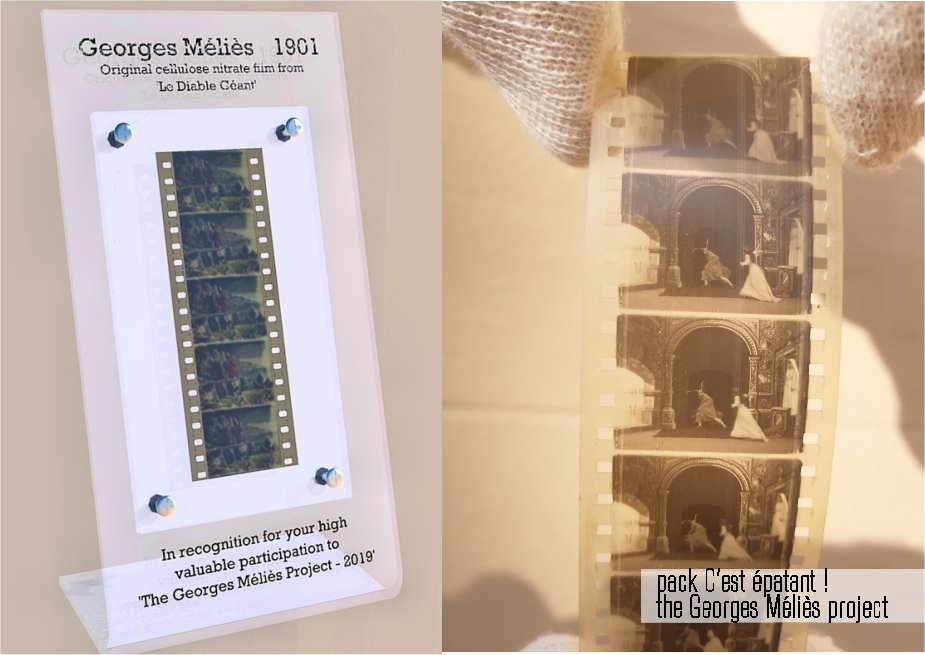 Georges Méliès 1901
Original cellulose nitrate film from
'Le Diable Géant'
In recognition for your high
valuable participation to
'The Georges Méliès Project - 2019'
pack C'est épatant !
the Georges Méliès project